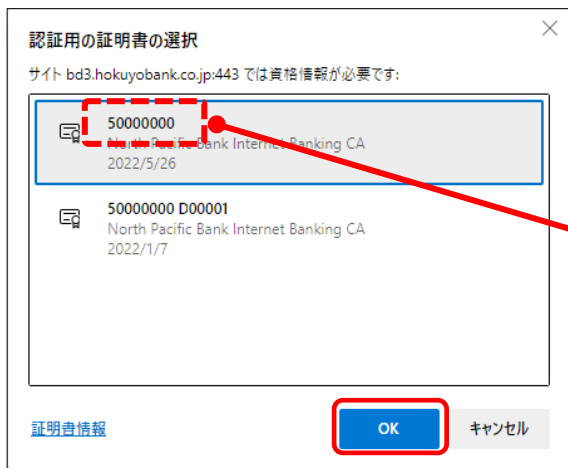 認証用の証明書の選択
サイト bd3.hokuyobank.co.jp:443 では資格情報が必要です:
50000000
North Pacific Bank Internet Banking CA
2022/5/26
50000000 D00001
North Pacific Bank Internet Banking CA
2022/1/7
証明書情報
OK
キャンセル